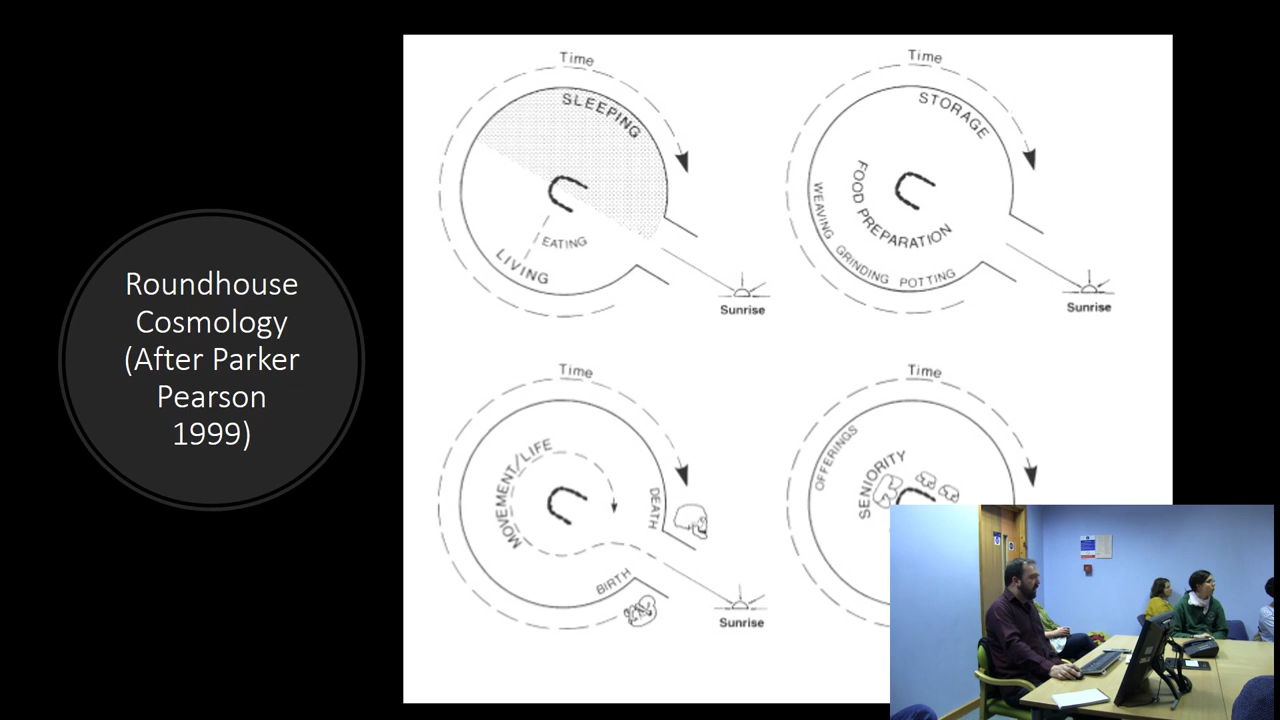 Roundhouse
Cosmology
(After Parker
Pearson
1999)
Time
SLEEPING
EATING
LIVING
Sunrise
Time
STORAGE
FOOD PREPARATION
WEAVING GRINDING POTTING
Sunrise
Time
MOVEMENT/LIFE
DEATH
BIRTH
Sunrise
Time
OFFERINGS
SENIORITY